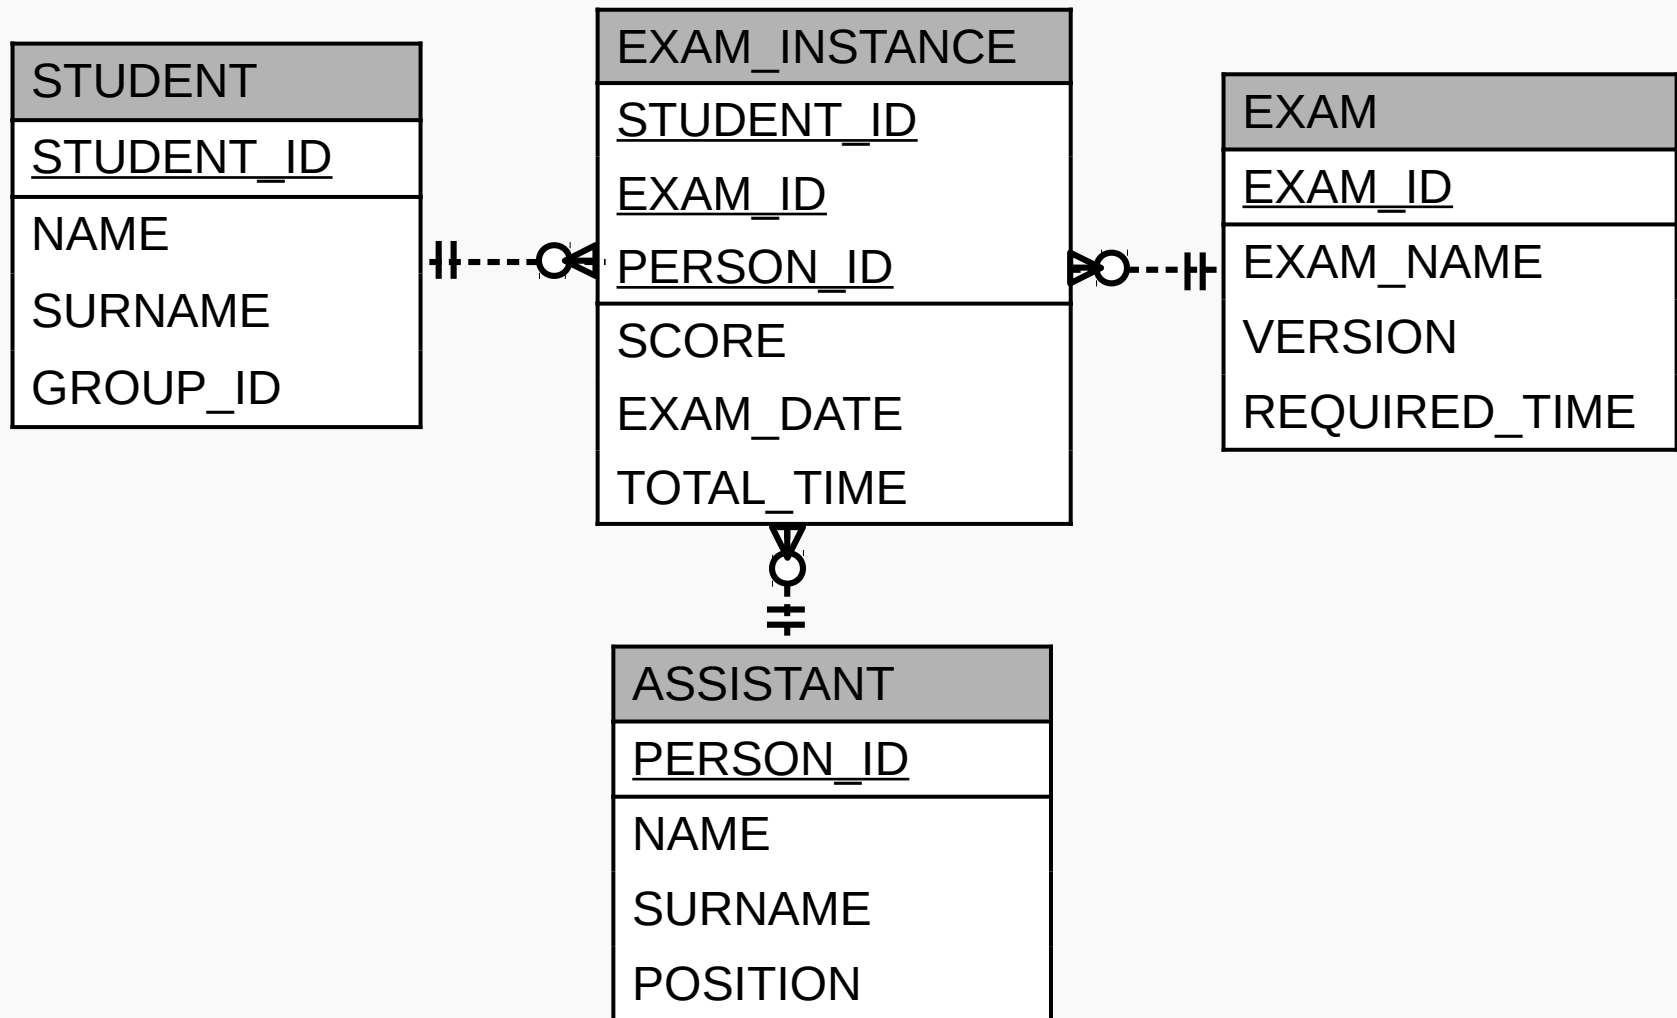 STUDENT
STUDENT_ID
NAME
SURNAME
GROUP_ID
EXAM_INSTANCE
STUDENT_ID
EXAM_ID
PERSON_ID
SCORE
EXAM_DATE
TOTAL_TIME
EXAM
EXAM_ID
EXAM_NAME
VERSION
REQUIRED_TIME
ASSISTANT
PERSON_ID
NAME
SURNAME
POSITION